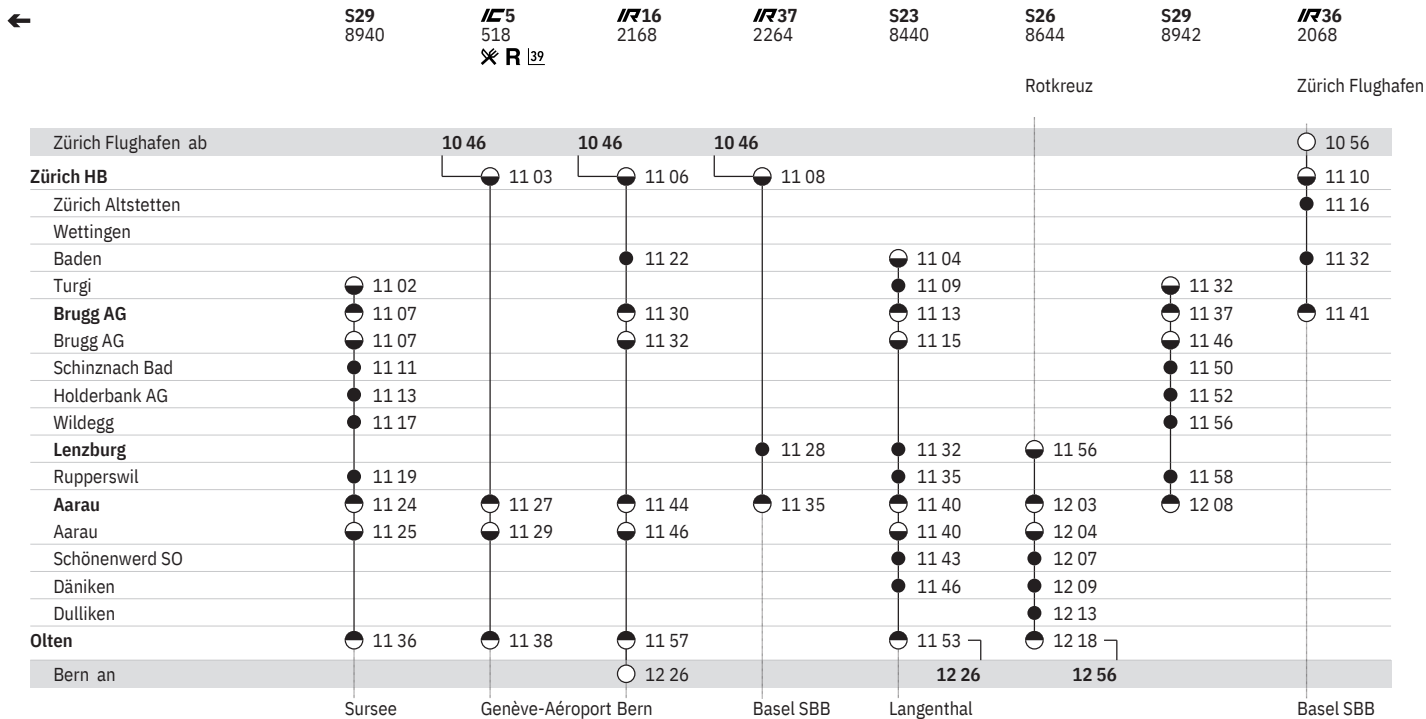 S29 IC5 IR16 IR37 S23 S26 S29 IR36
8940 518 2168 2264 8440 8644 8942 2068
R 39
Rotkreuz Zürich Flughafen
Zürich Flughafen ab 10 46 10 46 10 46 10 56
Zürich HB 11 03 11 06 11 08 11 10
Zürich Altstetten 11 16
Wettingen
Baden 11 22 11 04 11 32
Turgi 11 02 11 09 11 32
Brugg AG 11 07 11 30 11 13 11 37 11 41
Brugg AG 11 07 11 32 11 15 11 46
Schinznach Bad 11 11 11 50
Holderbank AG 11 13 11 52
Wildegg 11 17 11 56
Lenzburg 11 28 11 32 11 56
Rupperswil 11 19 11 35 11 58
Aarau 11 24 11 27 11 44 11 35 11 40 12 03 12 08
Aarau 11 25 11 29 11 46 11 40 12 04
Schönenwerd SO 11 43 12 07
Däniken 11 46 12 09
Dulliken 12 13
Olten 11 36 11 38 11 57 11 53 12 18
Bern an 12 26 12 26 12 56
Sursee Genève-Aéroport Bern Basel SBB Langenthal Basel SBB